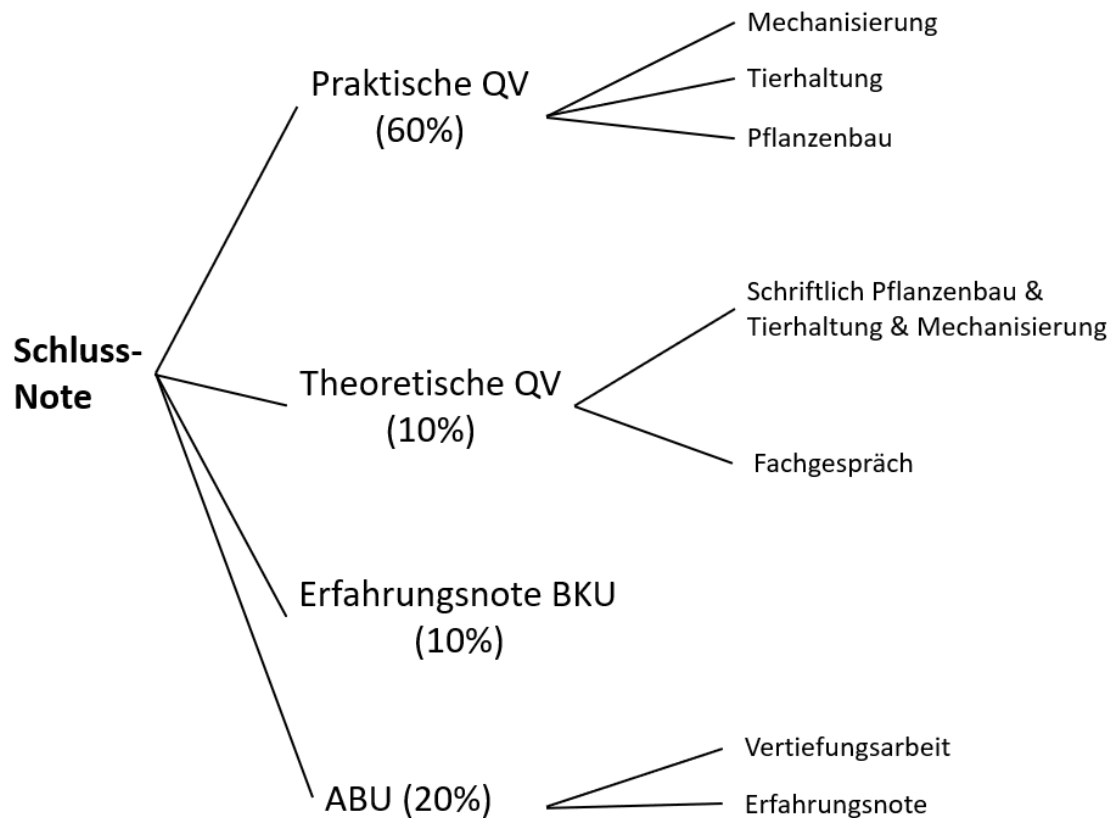 Schluss-
Note
Praktische QV
(60%)
Mechanisierung
Tierhaltung
Pflanzenbau
Theoretische QV
(10%)
Schriftlich Pflanzenbau &
Tierhaltung & Mechanisierung
Fachgespräch
Erfahrungsnote BKU
(10%)
ABU (20%)
Vertiefungsarbeit
Erfahrungsnote